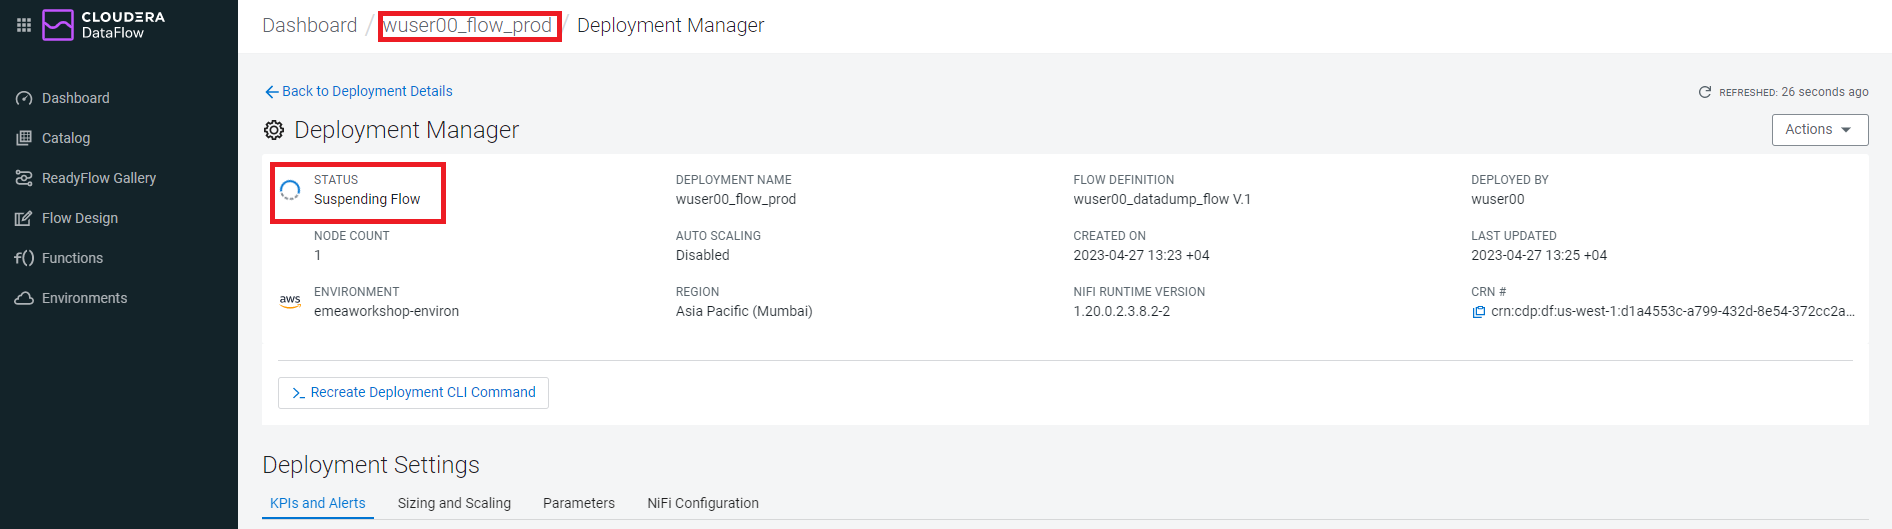 CLOUDERA
DataFlow
Dashboard
Catalog
ReadyFlow Gallery
Flow Design
Functions
Environments
Dashboard / wuser00_flow_prod / Deployment Manager
Back to Deployment Details
REFRESHED: 26 seconds ago
Deployment Manager
Actions
STATUS
Suspending Flow
DEPLOYMENT NAME
wuser00_flow_prod
FLOW DEFINITION
wuser00_datadump_flow V.1
DEPLOYED BY
wuser00
NODE COUNT
1
AUTO SCALING
Disabled
CREATED ON
2023-04-27 13:23 +04
LAST UPDATED
2023-04-27 13:25 +04
aws
ENVIRONMENT
emeaworkshop-environ
REGION
Asia Pacific (Mumbai)
NIFI RUNTIME VERSION
1.20.0.2.3.8.2-2
CRN #
crn:cdp:df:us-west-1:d1a4553c-a799-432d-8e54-372cc2a...
>_ Recreate Deployment CLI Command
Deployment Settings
KPIs and Alerts
Sizing and Scaling
Parameters
NiFi Configuration